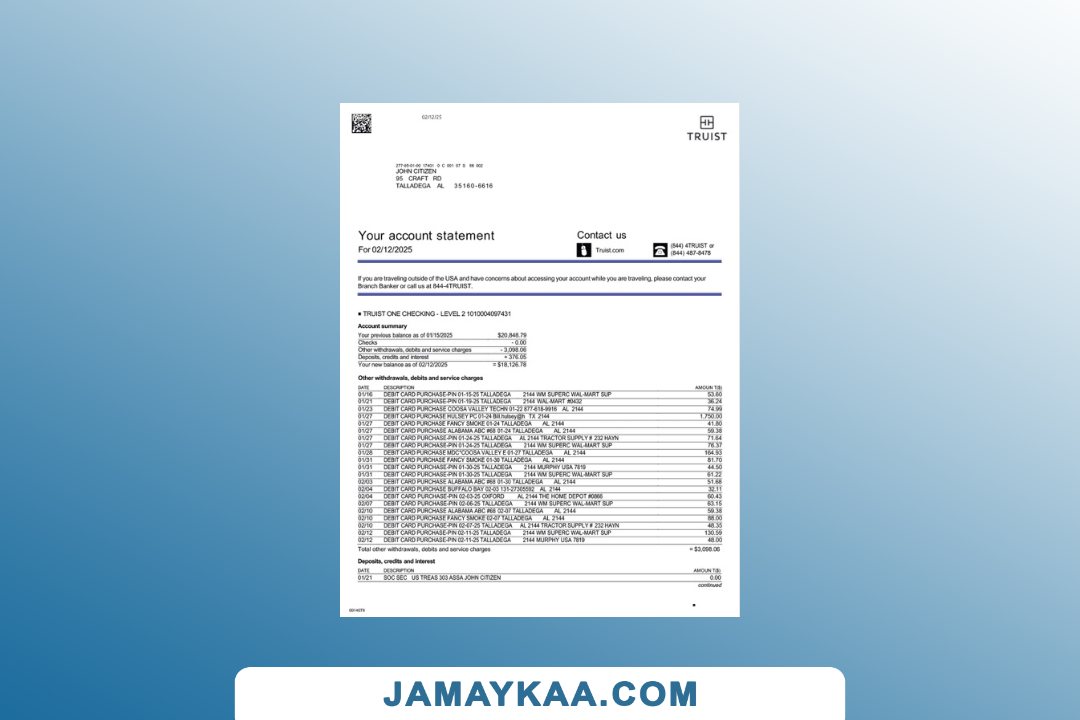 02/12/25
TRUIST
277-65-01-00 17401 0 C 001 07 S 66 002
JOHN CITIZEN
95 CRAFT RD
TALLADEGA AL 35160-6616
Your account statement
For 02/12/2025
Contact us
Truist.com
(844) 4TRUIST or
(844) 487-8478
If you are traveling outside of the USA and have concerns about accessing your account while you are traveling, please contact your
Branch Banker or call us at 844-4TRUIST.
■ TRUIST ONE CHECKING - LEVEL 2 1010004097431
Account summary
Your previous balance as of 01/15/2025 $20,848.79
Checks - 0.00
Other withdrawals, debits and service charges - 3,098.06
Deposits, credits and interest + 376.05
Your new balance as of 02/12/2025 = $18,126.78
Other withdrawals, debits and service charges
DATE DESCRIPTION AMOUNT($)
01/16 DEBIT CARD PURCHASE-PIN 01-15-25 TALLADEGA 2144 WM SUPERC WAL-MART SUP 53.60
01/21 DEBIT CARD PURCHASE-PIN 01-19-25 TALLADEGA 2144 WAL-MART #0432 36.24
01/23 DEBIT CARD PURCHASE COOSA VALLEY TECHN 01-22 877-618-9916 AL 2144 74.99
01/27 DEBIT CARD PURCHASE HULSEY PC 01-24 Bill.hulsey@h TX 2144 1,750.00
01/27 DEBIT CARD PURCHASE FANCY SMOKE 01-24 TALLADEGA AL 2144 41.80
01/27 DEBIT CARD PURCHASE ALABAMA ABC #68 01-24 TALLADEGA AL 2144 59.38
01/27 DEBIT CARD PURCHASE-PIN 01-24-25 TALLADEGA AL 2144 TRACTOR SUPPLY # 232 HAYN 71.64
01/27 DEBIT CARD PURCHASE-PIN 01-24-25 TALLADEGA 2144 WM SUPERC WAL-MART SUP 76.37
01/28 DEBIT CARD PURCHASE MDC*COOSA VALLEY E 01-27 TALLADEGA AL 2144 164.93
01/31 DEBIT CARD PURCHASE FANCY SMOKE 01-30 TALLADEGA AL 2144 81.70
01/31 DEBIT CARD PURCHASE-PIN 01-30-25 TALLADEGA 2144 MURPHY USA 7819 44.50
01/31 DEBIT CARD PURCHASE-PIN 01-30-25 TALLADEGA 2144 WM SUPERC WAL-MART SUP 61.22
02/03 DEBIT CARD PURCHASE ALABAMA ABC #68 01-30 TALLADEGA AL 2144 51.68
02/04 DEBIT CARD PURCHASE BUFFALO BAY 02-03 131-27305592 AL 2144 32.11
02/04 DEBIT CARD PURCHASE-PIN 02-03-25 OXFORD AL 2144 THE HOME DEPOT #0866 60.43
02/07 DEBIT CARD PURCHASE-PIN 02-06-25 TALLADEGA 2144 WM SUPERC WAL-MART SUP 63.15
02/10 DEBIT CARD PURCHASE ALABAMA ABC #68 02-07 TALLADEGA AL 2144 59.38
02/10 DEBIT CARD PURCHASE FANCY SMOKE 02-07 TALLADEGA AL 2144 88.00
02/10 DEBIT CARD PURCHASE-PIN 02-07-25 TALLADEGA AL 2144 TRACTOR SUPPLY # 232 HAYN 48.35
02/12 DEBIT CARD PURCHASE-PIN 02-11-25 TALLADEGA 2144 WM SUPERC WAL-MART SUP 130.59
02/12 DEBIT CARD PURCHASE-PIN 02-11-25 TALLADEGA 2144 MURPHY USA 7819 48.00
Total other withdrawals, debits and service charges = $3,098.06
Deposits, credits and interest
DATE DESCRIPTION AMOUNT($)
01/21 SOC SEC US TREAS 303 ASSA JOHN CITIZEN 0.00
continued
JAMAYKAA.COM